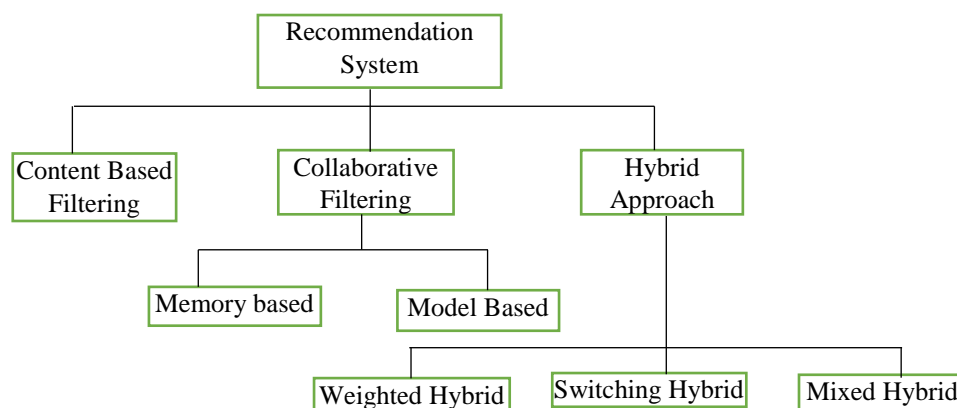 Recommendation
System
Content Based
Filtering
Collaborative
Filtering
Hybrid
Approach
Memory based
Model Based
Weighted Hybrid
Switching Hybrid
Mixed Hybrid